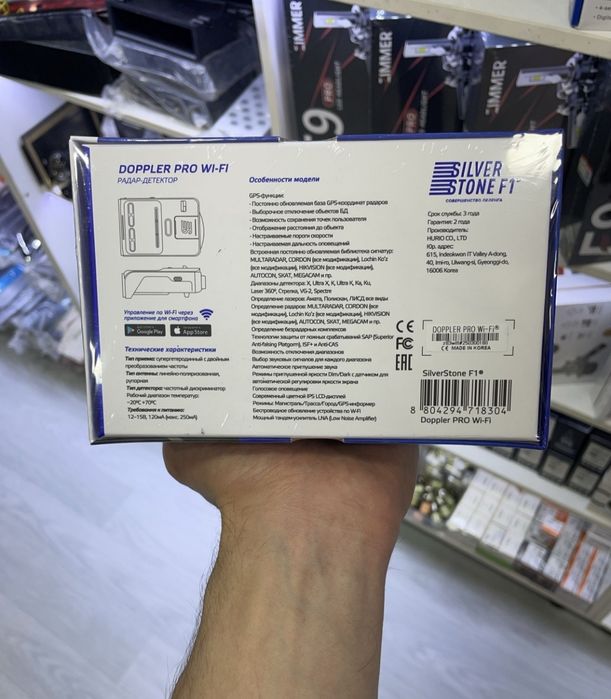 DOPPLER PRO WI-FI
РАДАР-ДЕТЕКТОР
Управление по Wi-Fi через
приложение для смартфона
Google Play
App Store
Технические характеристики
Тип приема: супергетеродинный с двойным
преобразованием частоты
Тип антенны: линейно-поляризованная,
рупорная
Тип детектора: частотный дискриминатор
Рабочий диапазон температур:
-20ºC +70ºC
Требования к питанию:
12-15В, 120мА (макс. 250мА)
Особенности модели
GPS-функции:
- Постоянно обновляемая база GPS-координат радаров
- Выборочное отключение объектов БД
- Возможность сохранения точек пользователя
- Отображение расстояния до объекта
- Настраиваемые пороги скорости
- Настраиваемая дальность оповещений
Встроенная постоянно обновляемая библиотека сигнатур:
MULTARADAR, CORDON (все модификации), Lochin Ko'z
(все модификации), HIKVISION (все модификации),
AUTOCON, SKAT, MEGACAM и пр.
Диапазоны детектора: X, Ultra X, K, Ultra K, Ka, Ku,
Laser 360º, Стрелка, VG-2, Spectre
Определение лазеров: Амата, Полискан, ЛИСД все виды
Определение радаров: MULTARADAR, CORDON (все
модификации), Lochin Ko'z (все модификации), HIKVISION
(все модификации), AUTOCON, SKAT, MEGACAM и пр.
Определение безрадарных комплексов
Технологии защиты от ложных срабатываний SAP (Superior
Anti-falsing Platform), ISF+ и Anti-CAS
Возможность отключения диапазонов
Выбор звуковых сигналов для каждого диапазона
Автоматическое приглушение звука
Режимы приглушенной яркости Dim/Dark с датчиком для
автоматической регулировки яркости экрана
Голосовое оповещение
Современный цветной IPS LCD-дисплей
Режимы: Магистраль/Трасса/Город/GPS-информер
Беспроводное обновление устройства по Wi-Fi
Мощный тандем-усилитель LNA (Low Noise Amplifier)
SILVER
STONE F1
СОВЕРШЕНСТВО ПЕЛЕНГА
Срок службы: 3 года
Гарантия: 2 года
Производитель:
HURIO CO., LTD
Юр. адрес:
615, Indeokwon IT Valley A-dong,
40, Imi-ro, Uiwang-si, Gyeonggi-do,
16006 Korea
CE
EAC
DOPPLER PRO Wi-Fi®
CE MADE IN KOREA
SilverStone F1®
8 804294 718304
Doppler PRO Wi-Fi
ZIMMER
ZIMMER
ZIMMER
PRO